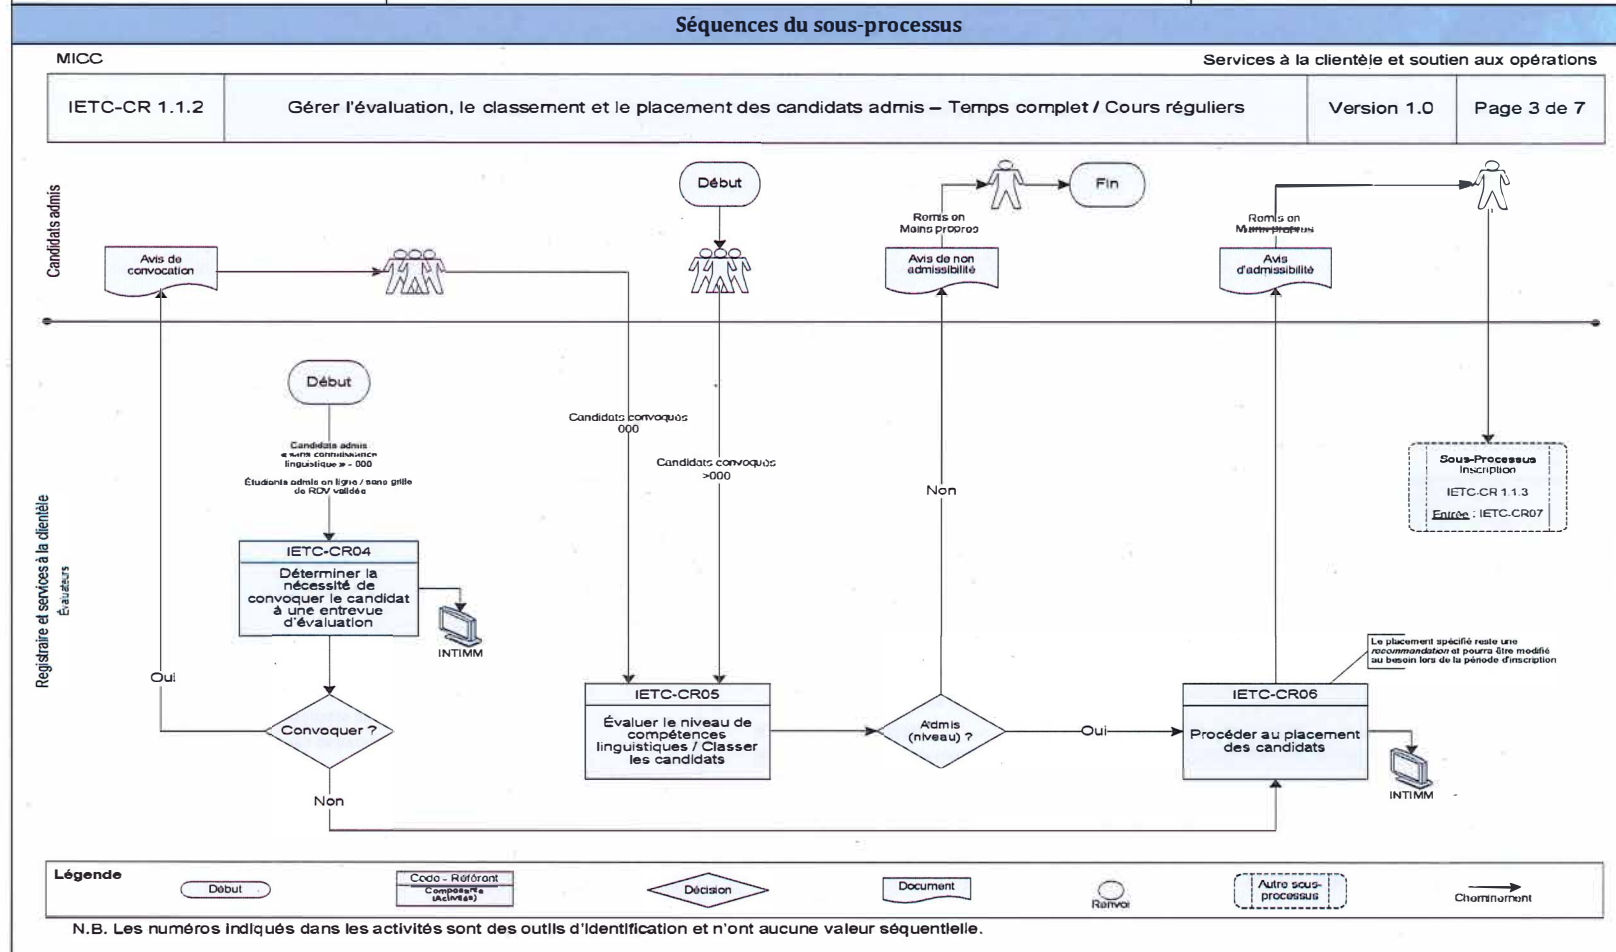 Séquences du sous-processus
MICC
Services à la clientèle et soutien aux opérations
IETC-CR 1.1.2
Gérer l'évaluation, le classement et le placement des candidats admis – Temps complet / Cours réguliers
Version 1.0
Page 3 de 7
Candidats admis
Avis de
convocation
Début
Remis en
Mains propres
Avis de non
admissibilité
Fin
Remis en
Mains propres
Avis
d'admissibilité
Registraire et services à la clientèle
Évaluateurs
Début
Candidats admis
« sans connaissance
linguistique » - 000
Étudiants admis en ligne / sans grille
de RDV validée
IETC-CR04
Déterminer la
nécessité de
convoquer le candidat
à une entrevue
d'évaluation
INTIMM
Oui
Convoquer ?
Non
Candidats convoqués
000
Candidats convoqués
>000
IETC-CR05
Évaluer le niveau de
compétences
linguistiques / Classer
les candidats
Non
Admis
(niveau) ?
Oui
IETC-CR06
Procéder au placement
des candidats
INTIMM
Le placement spécifié reste une
recommandation et pourra être modifié
au besoin lors de la période d'inscription
Sous-Processus
Inscription
IETC-CR 1.1.3
Entrée : IETC-CR07
Légende
Début
Code - Référent
Composante
(Activités)
Décision
Document
Renvoi
Autre sous-
processus
Cheminement
N.B. Les numéros indiqués dans les activités sont des outils d'identification et n'ont aucune valeur séquentielle.